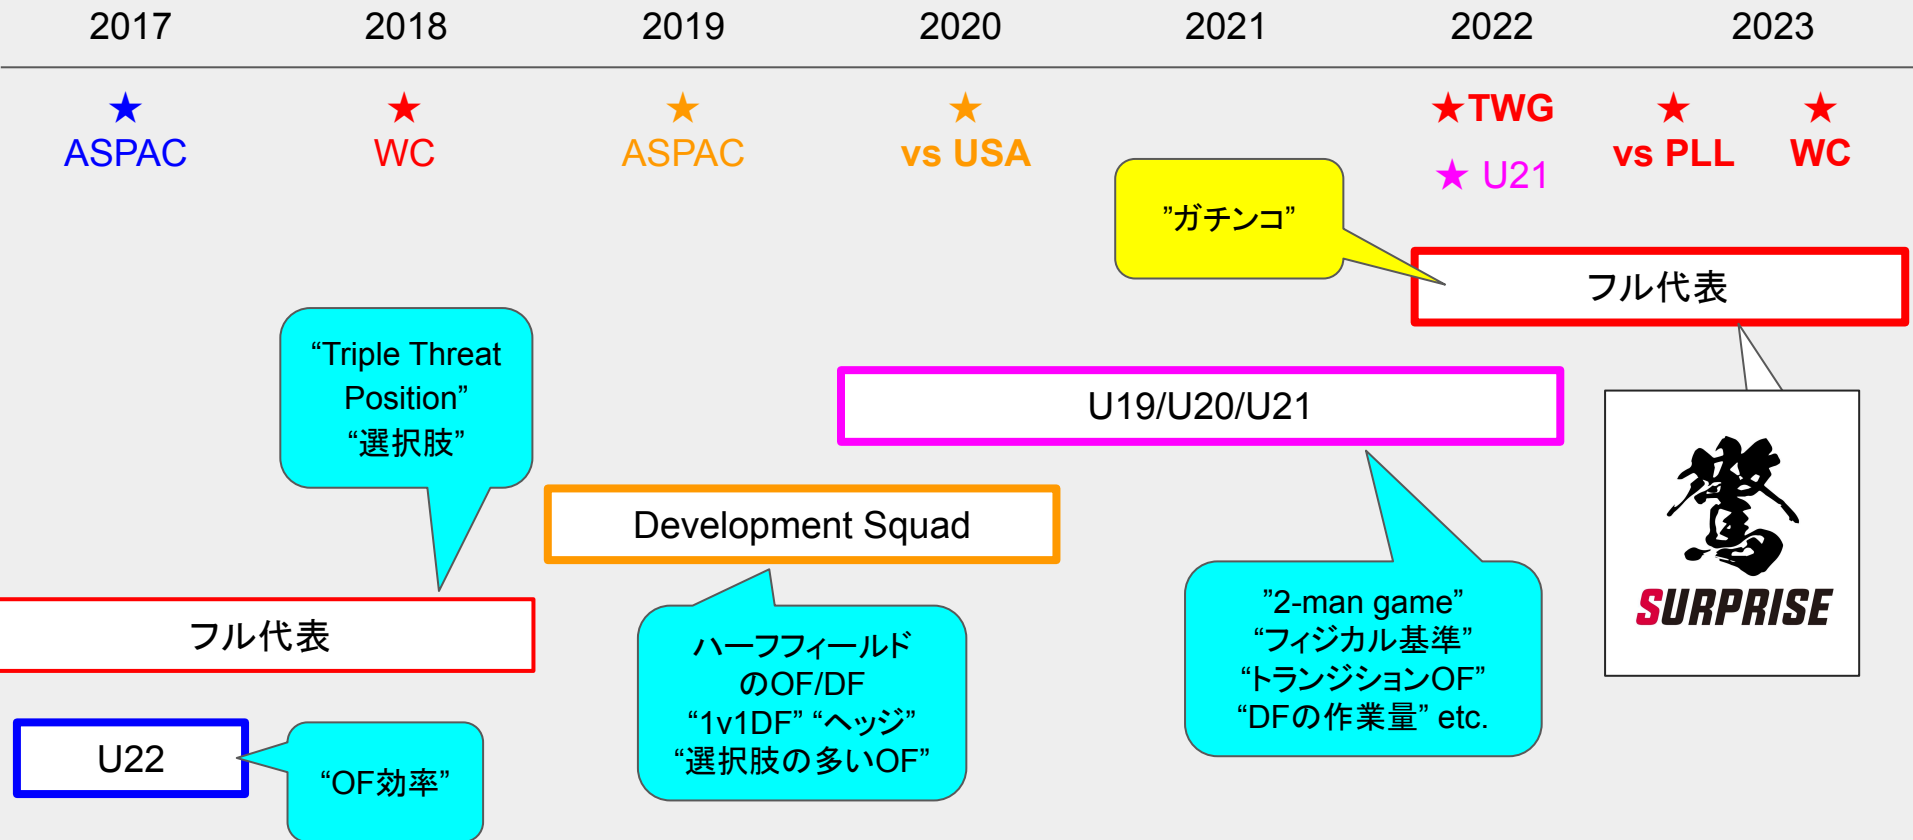 2017
2018
2019
2020
2021
2022
2023
★
ASPAC
★
WC
★
ASPAC
★
vs USA
★TWG
★ U21
★
vs PLL
★
WC
”ガチンコ”
フル代表
“Triple Threat
Position”
“選択肢”
U19/U20/U21
驚
SURPRISE
Development Squad
”2-man game”
“フィジカル基準”
“トランジションOF”
“DFの作業量” etc.
フル代表
ハーフフィールド
のOF/DF
“1v1DF” “ヘッジ”
“選択肢の多いOF”
U22
“OF効率”